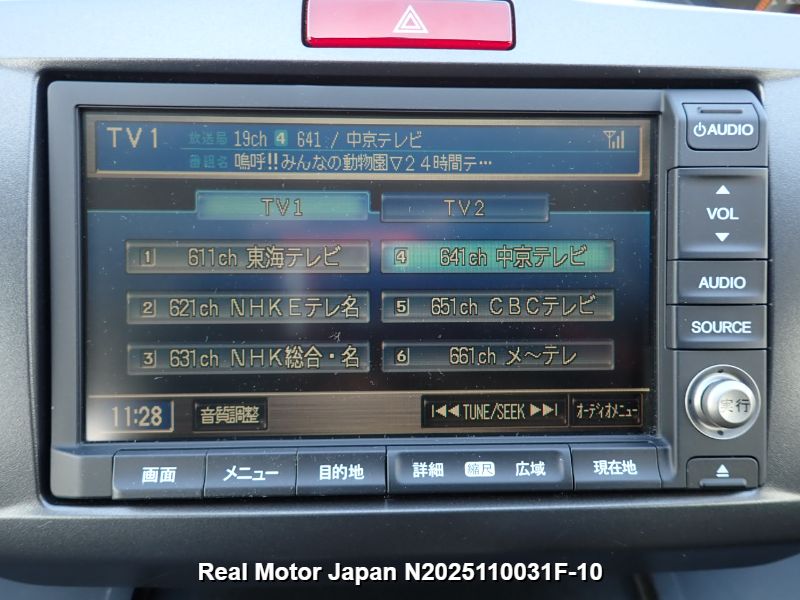 TV1 放送局 19ch 4 641 / 中京テレビ
番組名 嗚呼!!みんなの動物園▽24時間テ…
TV1 TV2
1 611ch 東海テレビ
4 641ch 中京テレビ
2 621ch NHKEテレ名
5 651ch CBCテレビ
3 631ch NHK総合・名
6 661ch メ〜テレ
11:28 音質調整 TUNE/SEEK オーディオメニュー
AUDIO
VOL
AUDIO
SOURCE
実行
画面 メニュー 目的地 詳細 縮尺 広域 現在地
Real Motor Japan N2025110031F-10